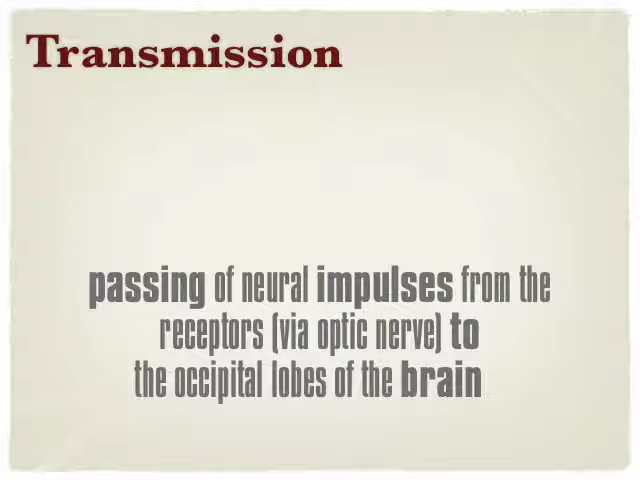 Transmission
passing of neural impulses from the
receptors (via optic nerve) to
the occipital lobes of the brain